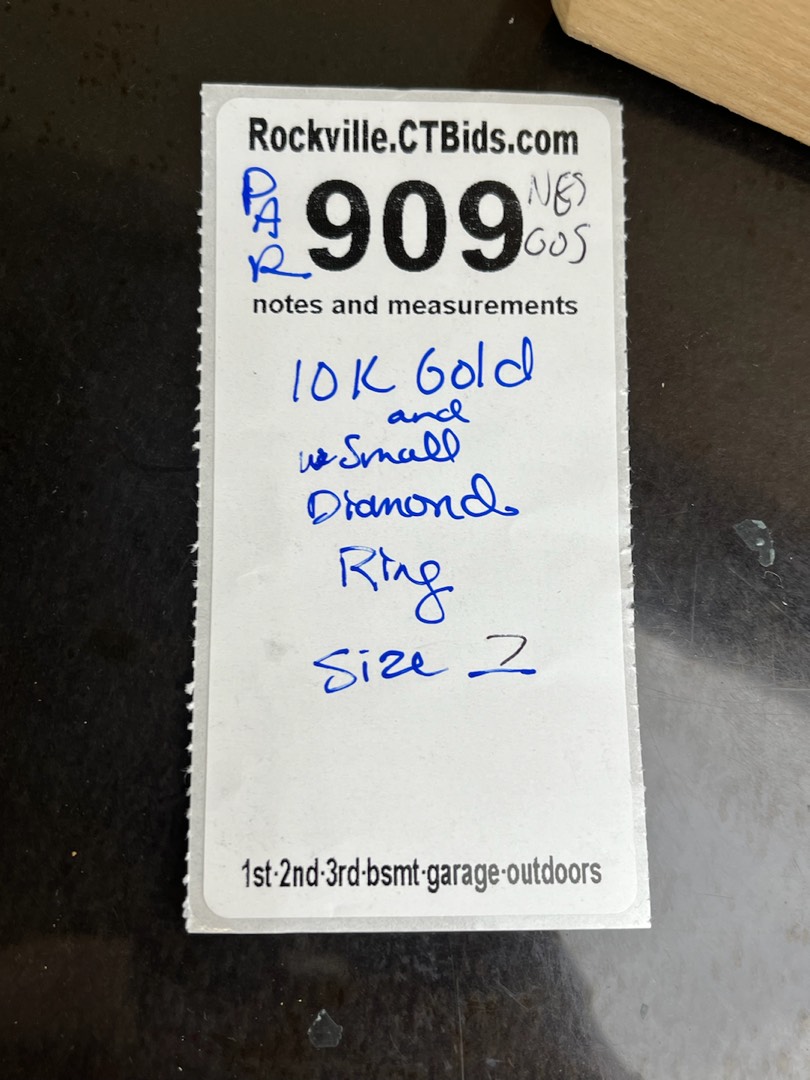 Rockville.CTBids.com
PAR
909
notes and measurements
10K Gold
and
w Small
Diamonds
Ring
Size 7
1st·2nd·3rd·bsmt·garage·outdoors